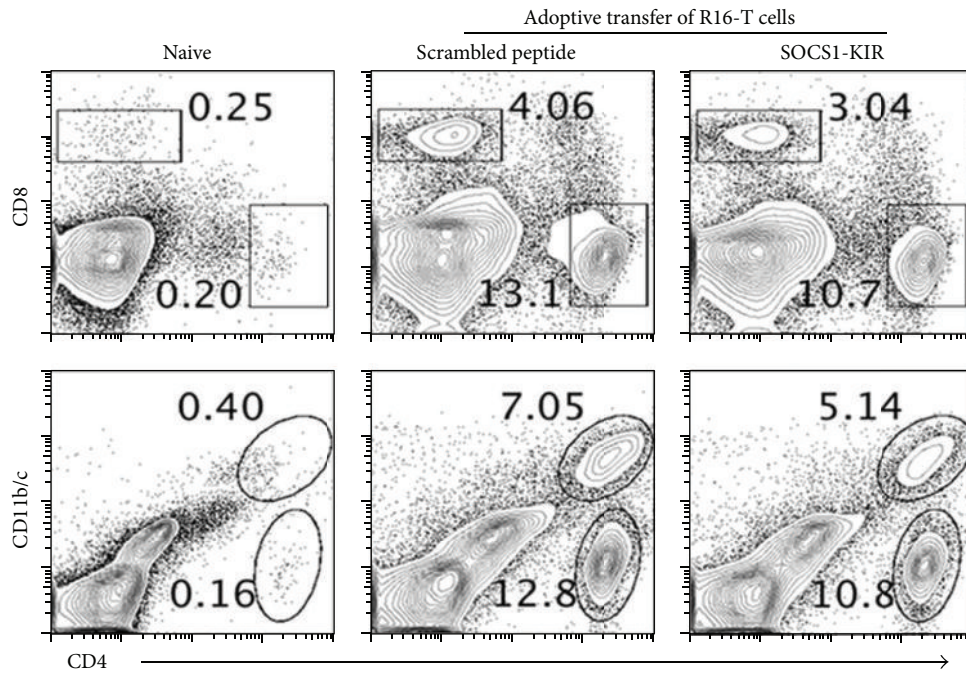 Adoptive transfer of R16-T cells
Naive Scrambled peptide SOCS1-KIR
CD8
0.25 4.06 3.04
0.20 13.1 10.7
CD11b/c
0.40 7.05 5.14
0.16 12.8 10.8
CD4